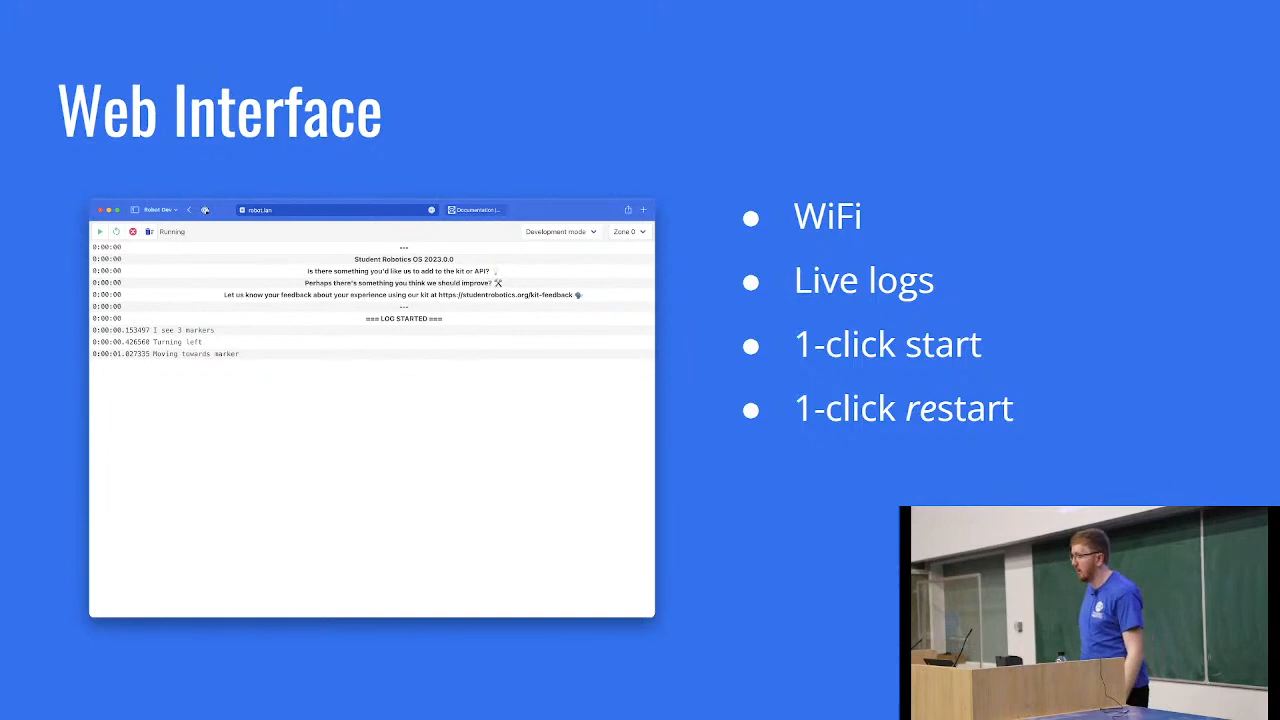 Web Interface
Robot Dev
robot.lan
Documentation (...
Running
Development mode
Zone 0
0:00:00 ---
0:00:00 Student Robotics OS 2023.0.0
0:00:00 Is there something you'd like us to add to the kit or API? 💡
0:00:00 Perhaps there's something you think we should improve? 🛠
0:00:00 Let us know your feedback about your experience using our kit at https://studentrobotics.org/kit-feedback 🗣
0:00:00 ---
0:00:00 === LOG STARTED ===
0:00:00.153497 I see 3 markers
0:00:00.426560 Turning left
0:00:01.027335 Moving towards marker
● WiFi
● Live logs
● 1-click start
● 1-click restart